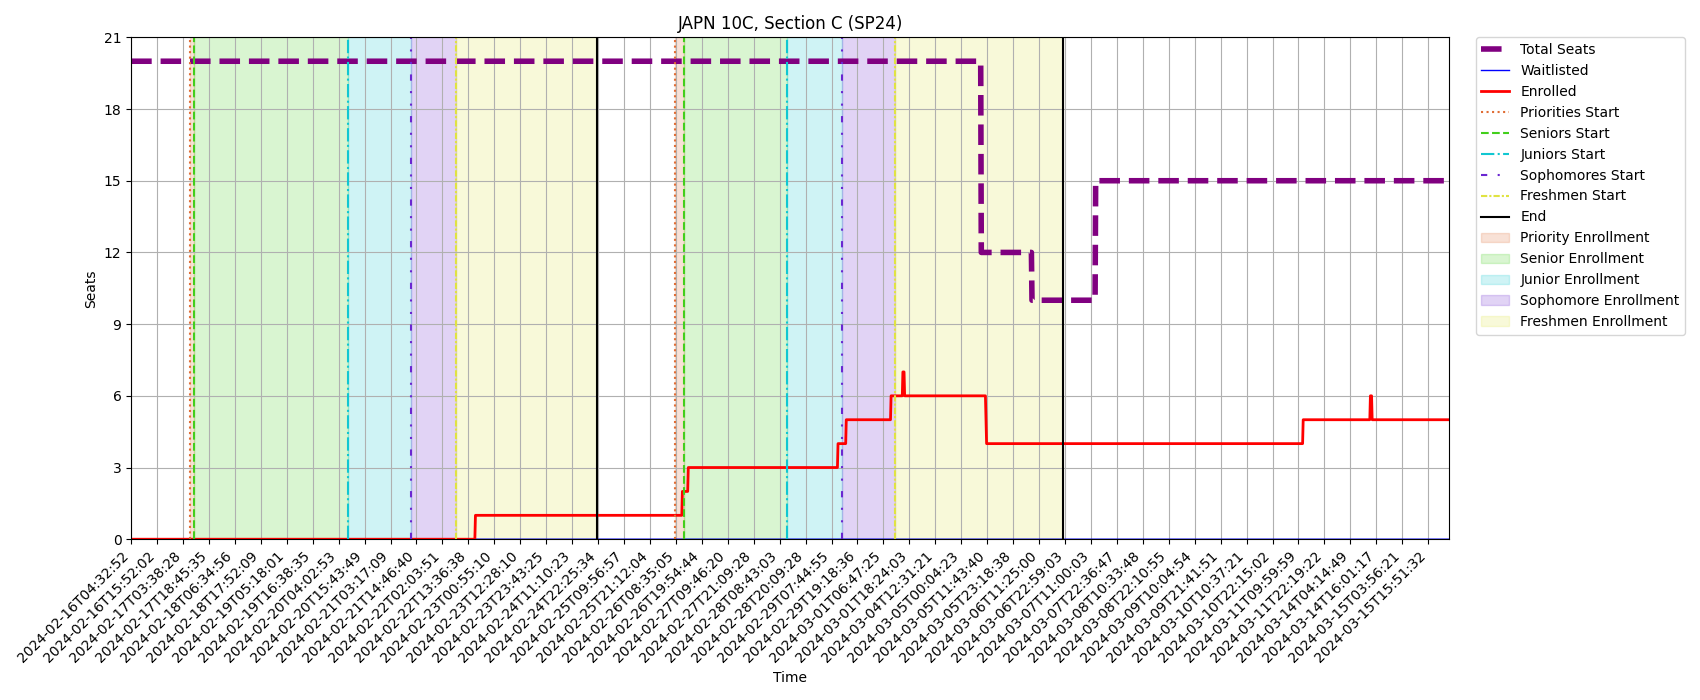 JAPN 10C, Section C (SP24)
21
18
15
12
9
6
3
0
Seats
2024-02-16T04:32:52
2024-02-16T15:52:02
2024-02-17T03:38:28
2024-02-17T18:45:35
2024-02-18T06:34:56
2024-02-18T17:52:09
2024-02-19T05:18:01
2024-02-19T16:38:35
2024-02-20T04:02:53
2024-02-20T15:43:49
2024-02-21T03:17:09
2024-02-21T14:46:40
2024-02-22T02:03:51
2024-02-22T13:36:38
2024-02-23T00:55:10
2024-02-23T12:28:10
2024-02-23T23:43:25
2024-02-24T11:10:23
2024-02-24T22:25:34
2024-02-25T09:56:57
2024-02-25T21:12:04
2024-02-26T08:35:05
2024-02-26T19:54:44
2024-02-27T09:46:20
2024-02-27T21:09:28
2024-02-28T08:43:03
2024-02-28T20:09:28
2024-02-29T07:44:55
2024-02-29T19:18:36
2024-03-01T06:47:25
2024-03-01T18:24:03
2024-03-04T12:31:21
2024-03-05T00:04:23
2024-03-05T11:43:40
2024-03-05T23:18:38
2024-03-06T11:25:00
2024-03-06T22:59:03
2024-03-07T11:00:03
2024-03-07T22:36:47
2024-03-08T10:33:48
2024-03-08T22:10:55
2024-03-09T10:04:54
2024-03-09T21:41:51
2024-03-10T10:37:21
2024-03-10T22:15:02
2024-03-11T09:59:59
2024-03-11T22:19:22
2024-03-14T04:14:49
2024-03-14T16:01:17
2024-03-15T03:56:21
2024-03-15T15:51:32
Time
Total Seats
Waitlisted
Enrolled
Priorities Start
Seniors Start
Juniors Start
Sophomores Start
Freshmen Start
End
Priority Enrollment
Senior Enrollment
Junior Enrollment
Sophomore Enrollment
Freshmen Enrollment